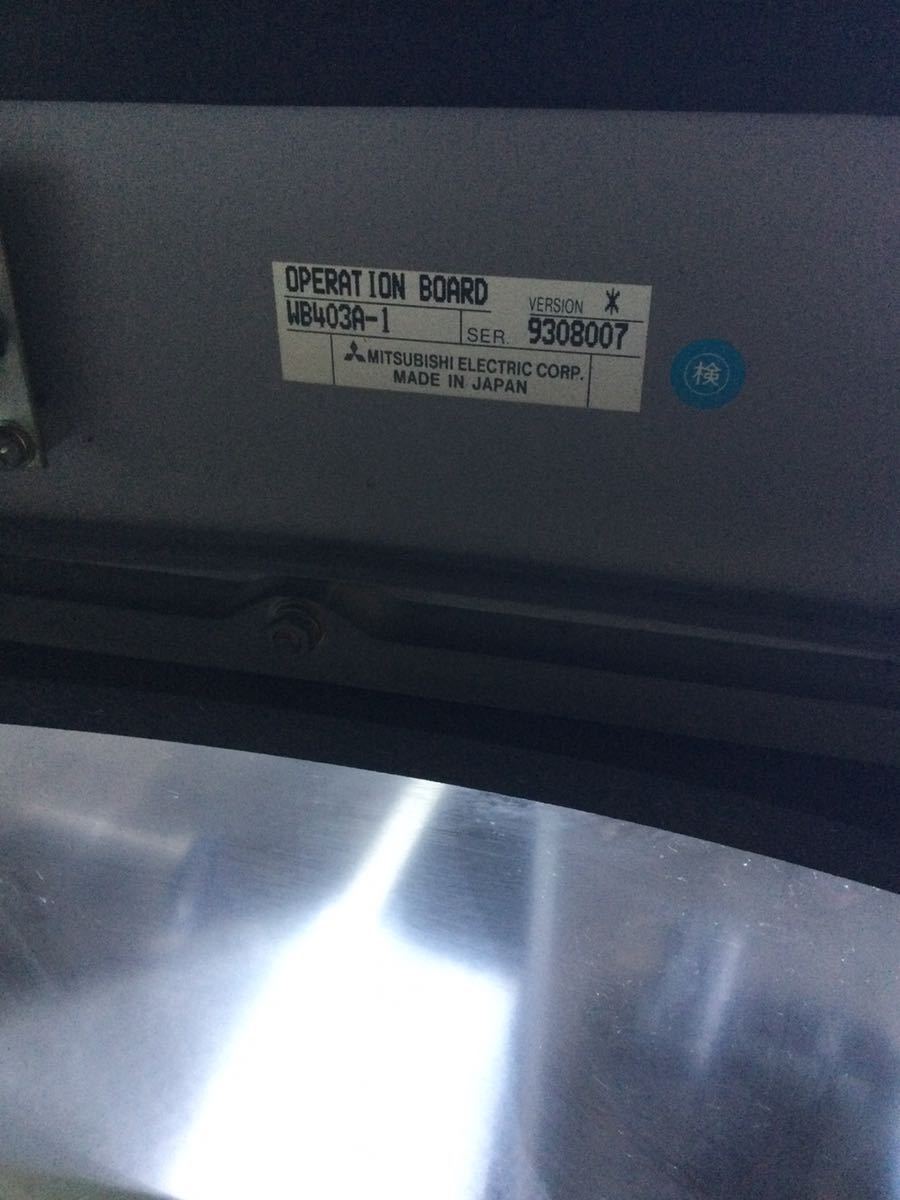 OPERATION BOARD
VERSION ※
WB403A-1
SER. 9308007
MITSUBISHI ELECTRIC CORP.
MADE IN JAPAN
検